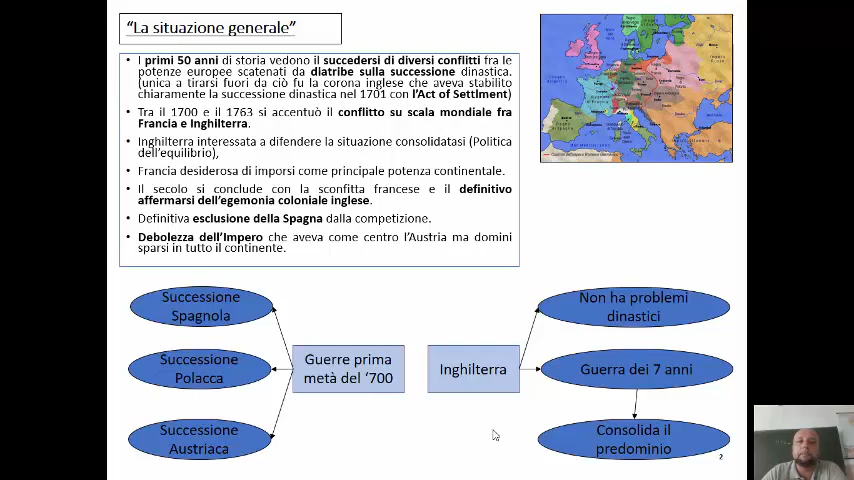 “La situazione generale”
• I primi 50 anni di storia vedono il succedersi di diversi conflitti fra le
potenze europee scatenati da diatribe sulla successione dinastica.
(unica a tirarsi fuori da ciò fu la corona inglese che aveva stabilito
chiaramente la successione dinastica nel 1701 con l’Act of Setlment)
• Tra il 1700 e il 1763 si accentuò il conflitto su scala mondiale fra
Francia e Inghilterra.
• Inghilterra interessata a difendere la situazione consolidatasi (Politica
dell’equilibrio),
• Francia desiderosa di imporsi come principale potenza continentale.
• Il secolo si conclude con la sconfitta francese e il definitivo
affermarsi dell’egemonia coloniale inglese.
• Definitiva esclusione della Spagna dalla competizione.
• Debolezza dell’Impero che aveva come centro l’Austria ma domini
sparsi in tutto il continente.
Successione
Spagnola
Successione
Polacca
Successione
Austriaca
Guerre prima
metà del ‘700
Inghilterra
Non ha problemi
dinastici
Guerra dei 7 anni
Consolida il
predominio
2